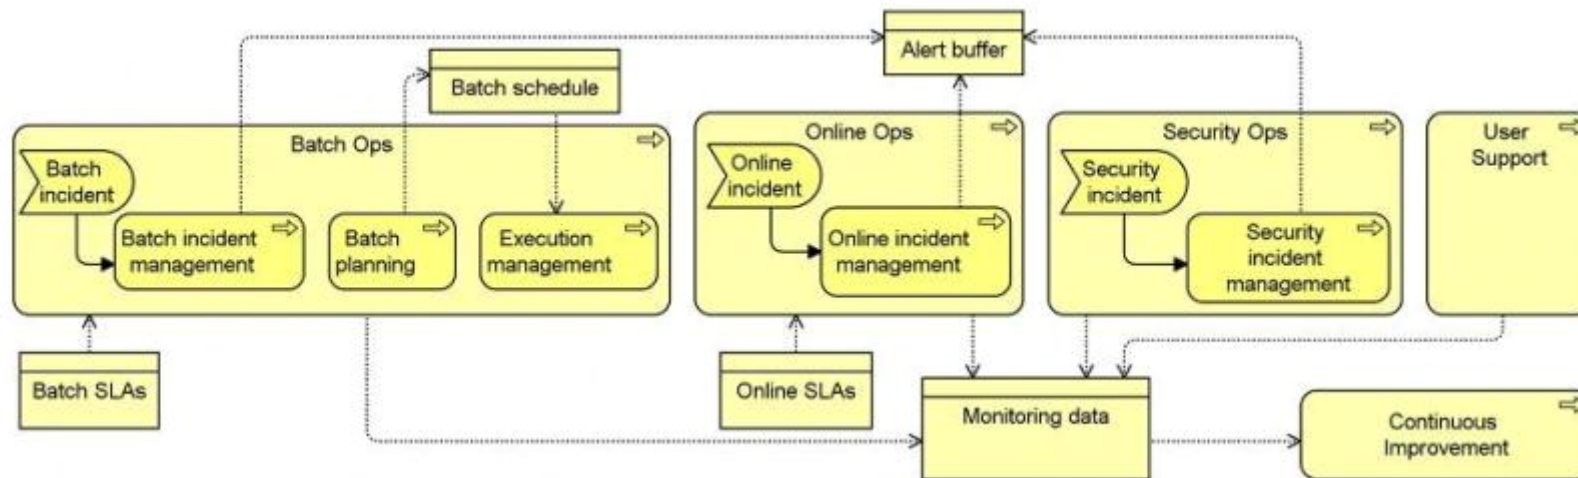 Alert buffer
Batch schedule
Batch Ops
Batch
incident
Batch incident
management
Batch
planning
Execution
management
Online Ops
Online
incident
Online incident
management
Security Ops
Security
incident
Security
incident
management
User
Support
Batch SLAs
Online SLAs
Monitoring data
Continuous
Improvement